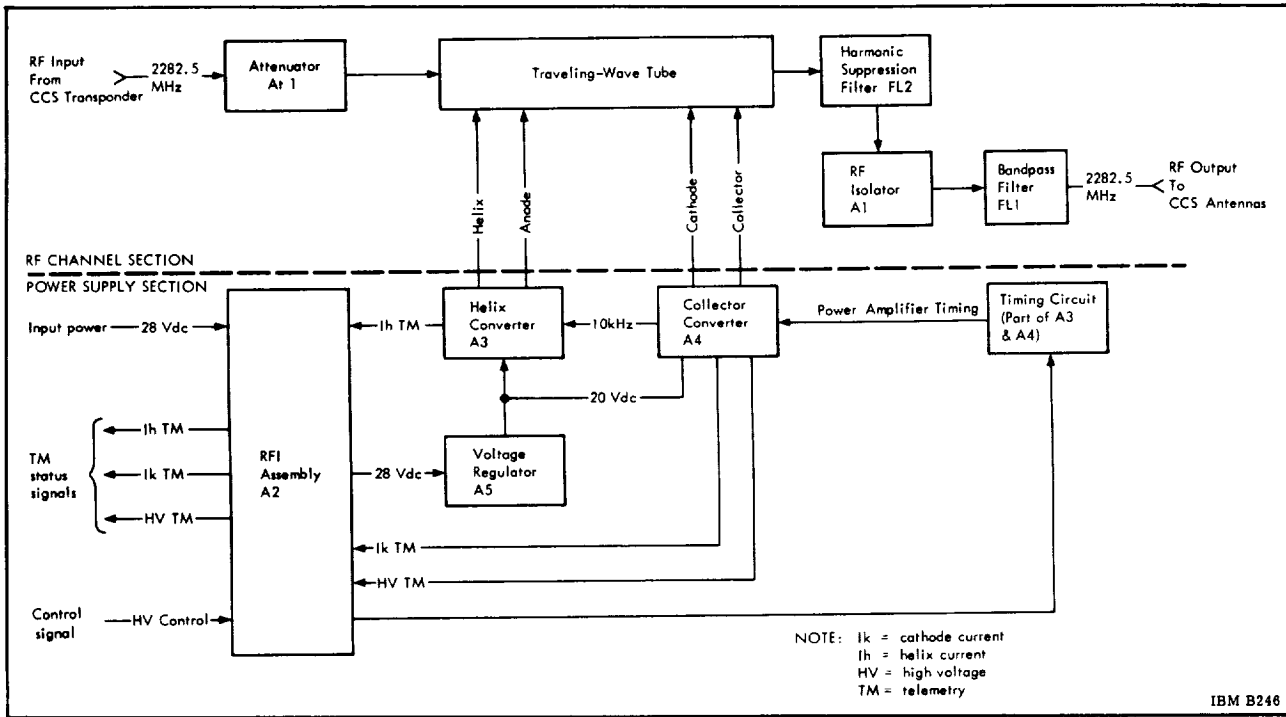 RF Input
From
CCS Transponder
2282.5
MHz
Attenuator
At 1
Traveling-Wave Tube
Harmonic
Suppression
Filter FL2
RF
Isolator
A1
Bandpass
Filter
FL1
2282.5
MHz
RF Output
To
CCS Antennas
Helix
Anode
Cathode
Collector
RF CHANNEL SECTION
POWER SUPPLY SECTION
Input power
28 Vdc
Ih TM
Helix
Converter
A3
10kHz
Collector
Converter
A4
Power Amplifier Timing
Timing Circuit
(Part of A3
& A4)
20 Vdc
TM
status
signals
Ih TM
Ik TM
HV TM
RFI
Assembly
A2
28 Vdc
Voltage
Regulator
A5
Ik TM
HV TM
Control
signal
HV Control
NOTE: Ik = cathode current
Ih = helix current
HV = high voltage
TM = telemetry
IBM B246